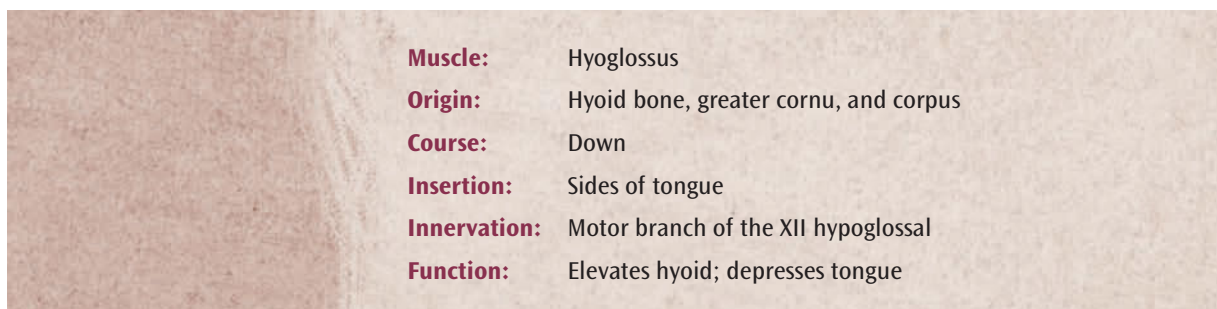 Muscle: Hyoglossus
Origin: Hyoid bone, greater cornu, and corpus
Course: Down
Insertion: Sides of tongue
Innervation: Motor branch of the XII hypoglossal
Function: Elevates hyoid; depresses tongue